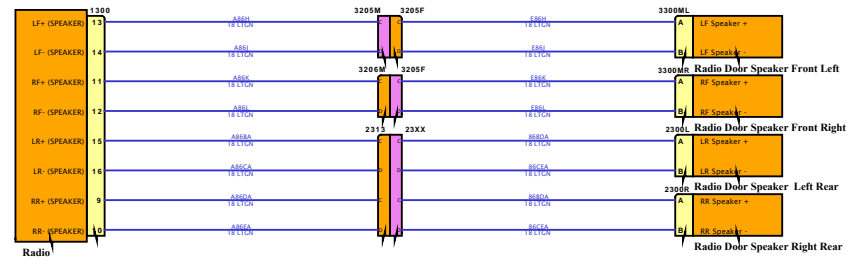 1300 3205M 3205F 3300ML
LF+ (SPEAKER) 13 A86H C C E86H A LF Speaker +
18 LTGN 18 LTGN
LF- (SPEAKER) 14 A86J D D E86J B LF Speaker -
18 LTGN 18 LTGN
Radio Door Speaker Front Left
3206M 3205F 3300MR
RF+ (SPEAKER) 11 A86K C C E86K A RF Speaker +
18 LTGN 18 LTGN
RF- (SPEAKER) 12 A86L D D E86L B RF Speaker -
18 LTGN 18 LTGN
Radio Door Speaker Front Right
2313 23XX 2300L
LR+ (SPEAKER) 15 A86BA C C 868DA A LR Speaker +
18 LTGN 18 LTGN
LR- (SPEAKER) 16 A86CA D D 86CEA B LR Speaker -
18 LTGN 18 LTGN
Radio Door Speaker Left Rear
2300R
RR+ (SPEAKER) 9 A86DA C C 868DA A RR Speaker +
18 LTGN 18 LTGN
RR- (SPEAKER) 10 A86EA D D 86CEA B RR Speaker -
18 LTGN 18 LTGN
Radio Radio Door Speaker Right Rear